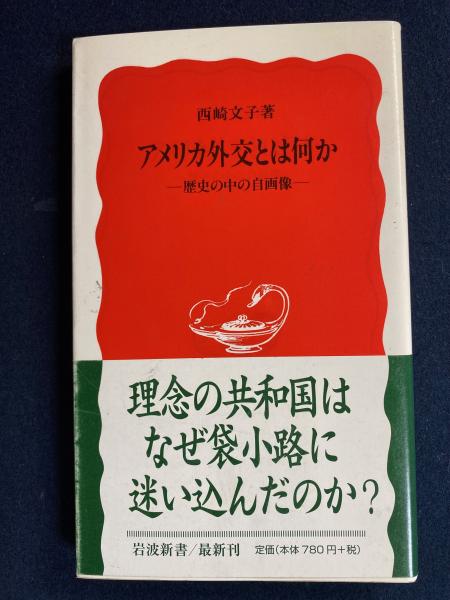 西崎文子著
アメリカ外交とは何か
―歴史の中の自画像―
理念の共和国は
なぜ袋小路に
迷い込んだのか?
岩波新書/最新刊 定価(本体780円+税)